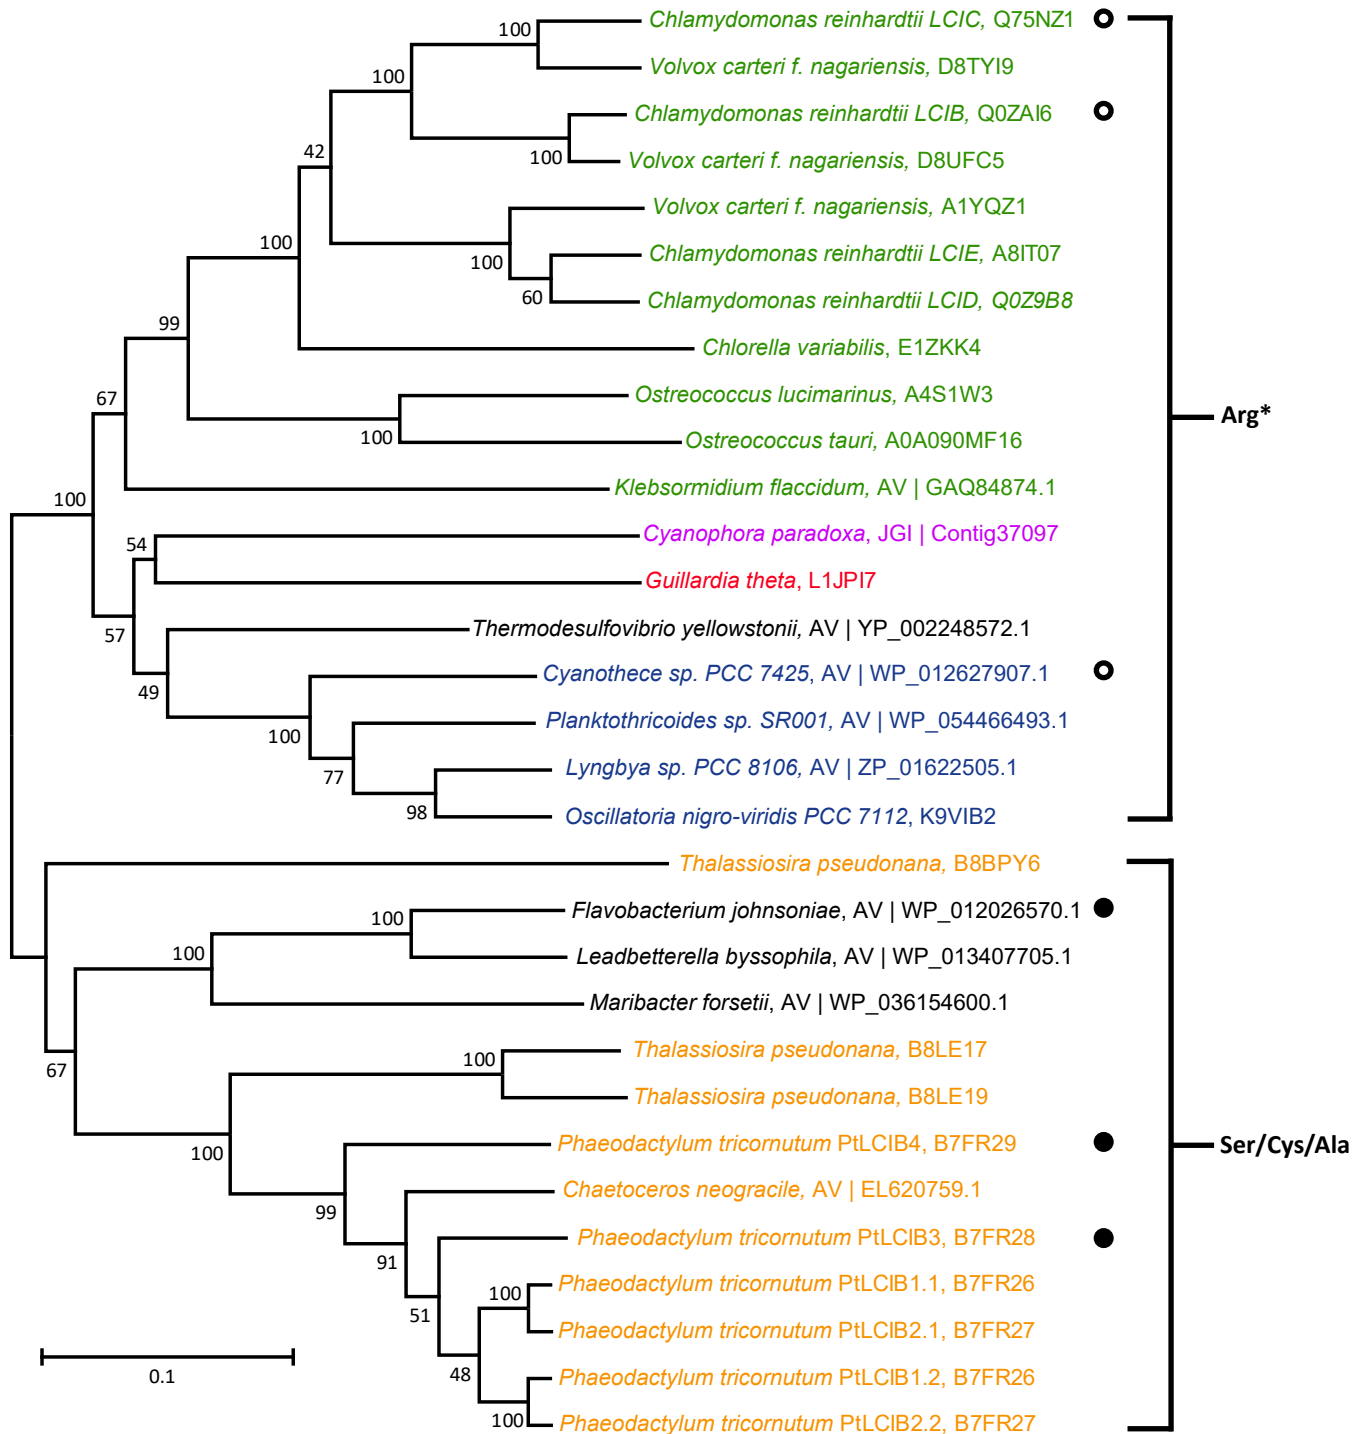 Chlamydomonas reinhardtii LCIC, Q75NZ1
100
Volvox carteri f. nagariensis, D8TYI9
100
Chlamydomonas reinhardtii LCIB, Q0ZAI6
42
100
Volvox carteri f. nagariensis, D8UFC5
Volvox carteri f. nagariensis, A1YQZ1
100
Chlamydomonas reinhardtii LCIE, A8IT07
100
60
Chlamydomonas reinhardtii LCID, Q0Z9B8
99
Chlorella variabilis, E1ZKK4
67
Ostreococcus lucimarinus, A4S1W3
Arg*
100
Ostreococcus tauri, A0A090MF16
Klebsormidium flaccidum, AV | GAQ84874.1
100
Cyanophora paradoxa, JGI | Contig37097
54
Guillardia theta, L1JPI7
57
Thermodesulfovibrio yellowstonii, AV | YP_002248572.1
Cyanothece sp. PCC 7425, AV | WP_012627907.1
49
Planktothricoides sp. SR001, AV | WP_054466493.1
100
Lyngbya sp. PCC 8106, AV | ZP_01622505.1
77
98
Oscillatoria nigro-viridis PCC 7112, K9VIB2
Thalassiosira pseudonana, B8BPY6
Flavobacterium johnsoniae, AV | WP_012026570.1
100
100
Leadbetterella byssophila, AV | WP_013407705.1
Maribacter forsetii, AV | WP_036154600.1
67
Thalassiosira pseudonana, B8LE17
100
Thalassiosira pseudonana, B8LE19
100
Phaeodactylum tricornutum PtLCIB4, B7FR29
Ser/Cys/Ala
Chaetoceros neogracile, AV | EL620759.1
99
Phaeodactylum tricornutum PtLCIB3, B7FR28
91
Phaeodactylum tricornutum PtLCIB1.1, B7FR26
100
51
Phaeodactylum tricornutum PtLCIB2.1, B7FR27
0.1
48
Phaeodactylum tricornutum PtLCIB1.2, B7FR26
100
Phaeodactylum tricornutum PtLCIB2.2, B7FR27